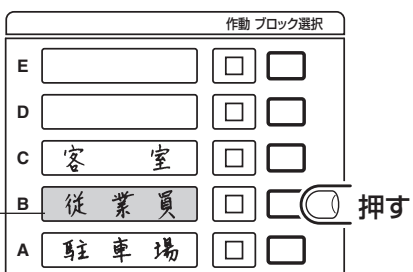 作動 ブロック選択
E
D
C 客 室
B 従 業 員 押す
A 駐 車 場